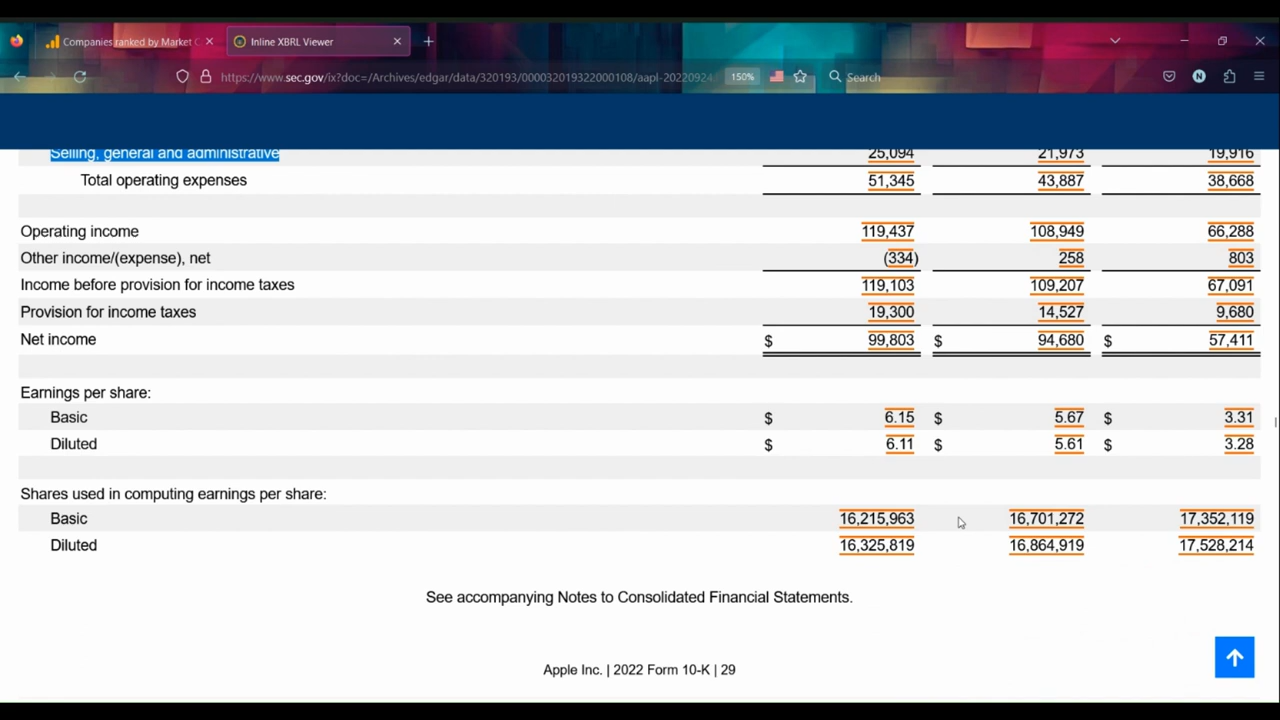 Companies ranked by Market C
Inline XBRL Viewer
https://www.sec.gov/ix?doc=/Archives/edgar/data/320193/000032019322000108/aapl-20220924. 150% Search
N
Selling, general and administrative 25,094 21,973 19,916
Total operating expenses 51,345 43,887 38,668
Operating income 119,437 108,949 66,288
Other income/(expense), net (334) 258 803
Income before provision for income taxes 119,103 109,207 67,091
Provision for income taxes 19,300 14,527 9,680
Net income $ 99,803 $ 94,680 $ 57,411
Earnings per share:
Basic $ 6.15 $ 5.67 $ 3.31
Diluted $ 6.11 $ 5.61 $ 3.28
Shares used in computing earnings per share:
Basic 16,215,963 16,701,272 17,352,119
Diluted 16,325,819 16,864,919 17,528,214
See accompanying Notes to Consolidated Financial Statements.
Apple Inc. | 2022 Form 10-K | 29